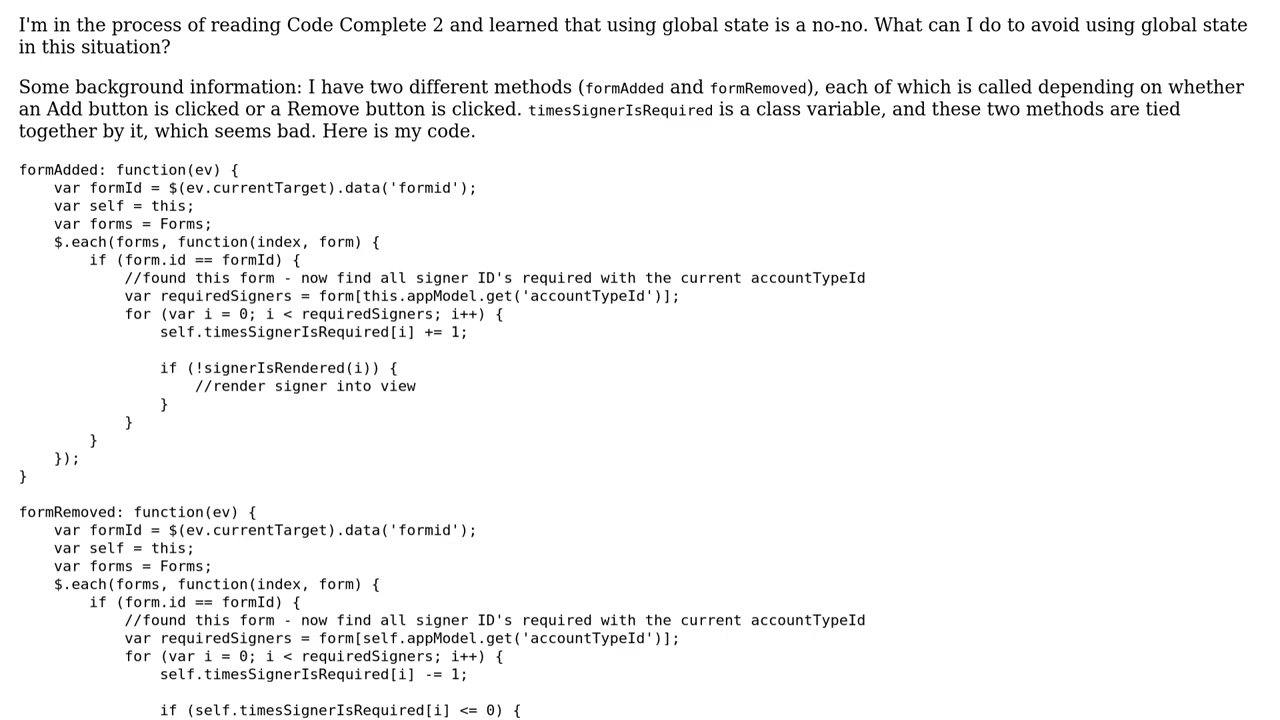 I'm in the process of reading Code Complete 2 and learned that using global state is a no-no. What can I do to avoid using global state
in this situation?
Some background information: I have two different methods (formAdded and formRemoved), each of which is called depending on whether
an Add button is clicked or a Remove button is clicked. timesSignerIsRequired is a class variable, and these two methods are tied
together by it, which seems bad. Here is my code.
formAdded: function(ev) {
    var formId = $(ev.currentTarget).data('formid');
    var self = this;
    var forms = Forms;
    $.each(forms, function(index, form) {
        if (form.id == formId) {
            //found this form - now find all signer ID's required with the current accountTypeId
            var requiredSigners = form[this.appModel.get('accountTypeId')];
            for (var i = 0; i < requiredSigners; i++) {
                self.timesSignerIsRequired[i] += 1;
                if (!signerIsRendered(i)) {
                    //render signer into view
                }
            }
        }
    });
}
formRemoved: function(ev) {
    var formId = $(ev.currentTarget).data('formid');
    var self = this;
    var forms = Forms;
    $.each(forms, function(index, form) {
        if (form.id == formId) {
            //found this form - now find all signer ID's required with the current accountTypeId
            var requiredSigners = form[self.appModel.get('accountTypeId')];
            for (var i = 0; i < requiredSigners; i++) {
                self.timesSignerIsRequired[i] -= 1;
                if (self.timesSignerIsRequired[i] <= 0) {